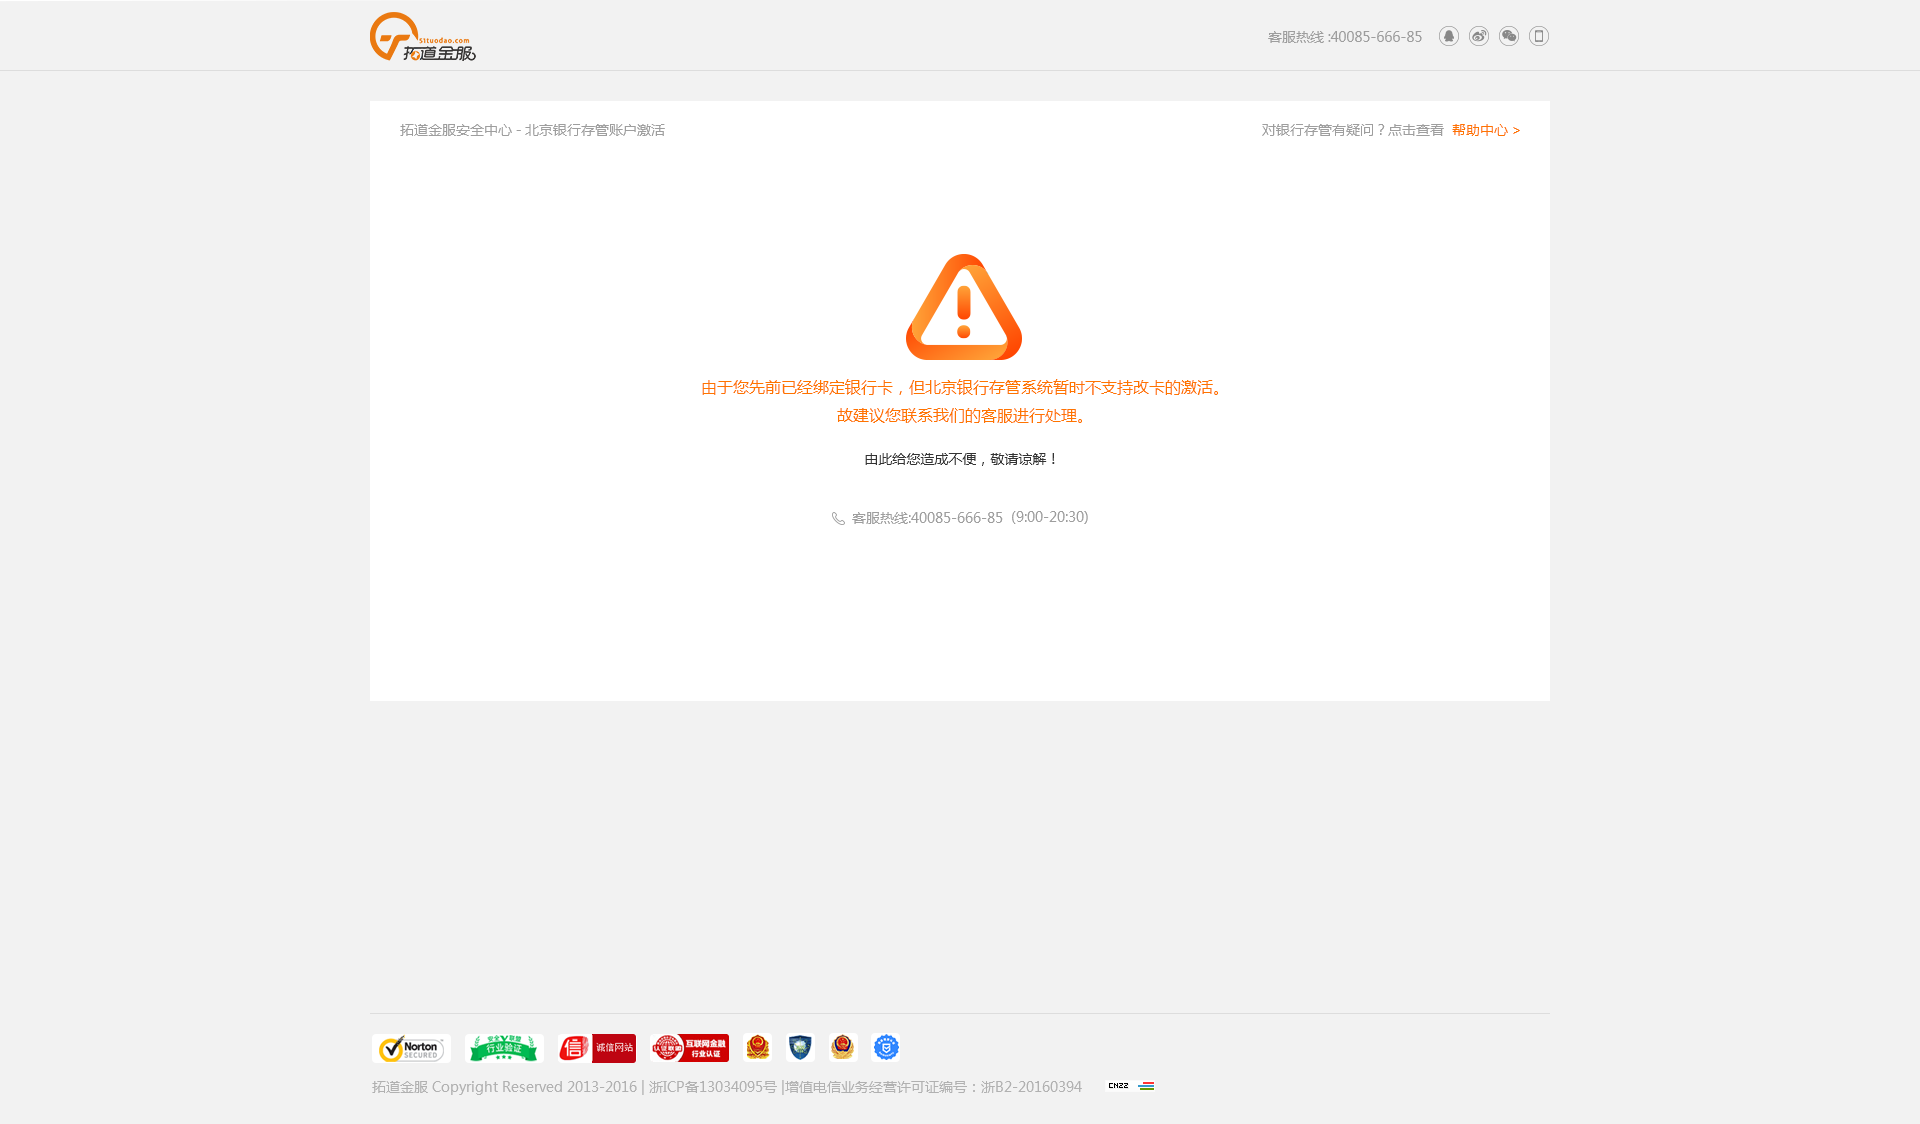 51tuodao.com
拓道金服
客服热线 :40085-666-85
拓道金服安全中心 - 北京银行存管账户激活
对银行存管有疑问？点击查看 帮助中心 >
由于您先前已经绑定银行卡，但北京银行存管系统暂时不支持改卡的激活。
故建议您联系我们的客服进行处理。
由此给您造成不便，敬请谅解！
客服热线:40085-666-85 (9:00-20:30)
Norton
SECURED
安全联盟
行业验证
信 诚信网站
认证联盟
互联网金融
行业认证
拓道金服 Copyright Reserved 2013-2016 | 浙ICP备13034095号 |增值电信业务经营许可证编号：浙B2-20160394
CNZZ